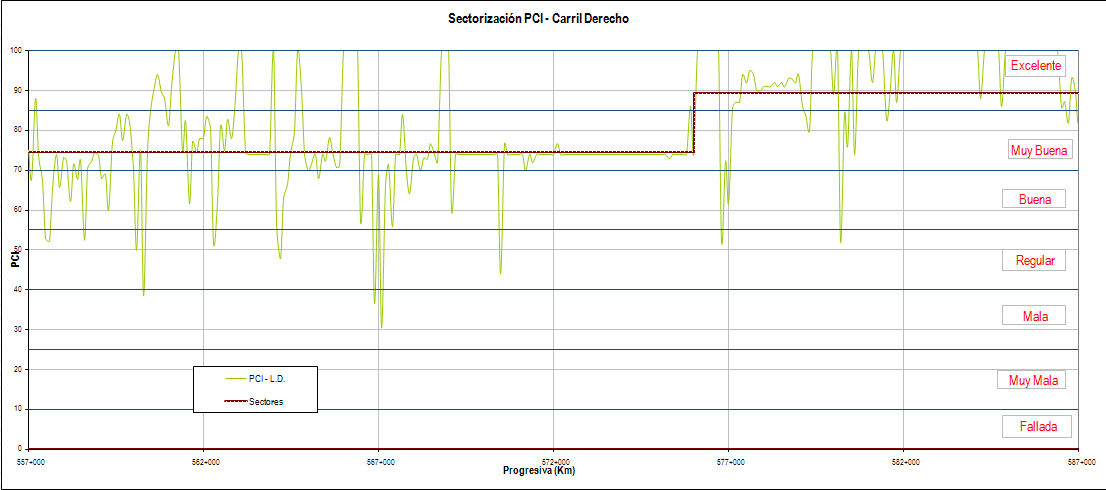 Sectorización PCI - Carril Derecho
100
90
80
70
60
50
40
30
20
10
0
PCI
Excelente
Muy Buena
Buena
Regular
Mala
Muy Mala
Fallada
PCI - L.D.
Sectores
557+000
562+000
567+000
572+000
577+000
582+000
587+000
Progresiva (Km)